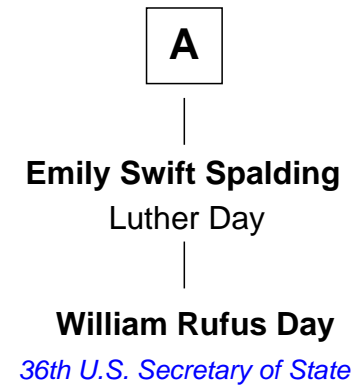 A
Emily Swift Spalding
Luther Day
William Rufus Day
36th U.S. Secretary of State